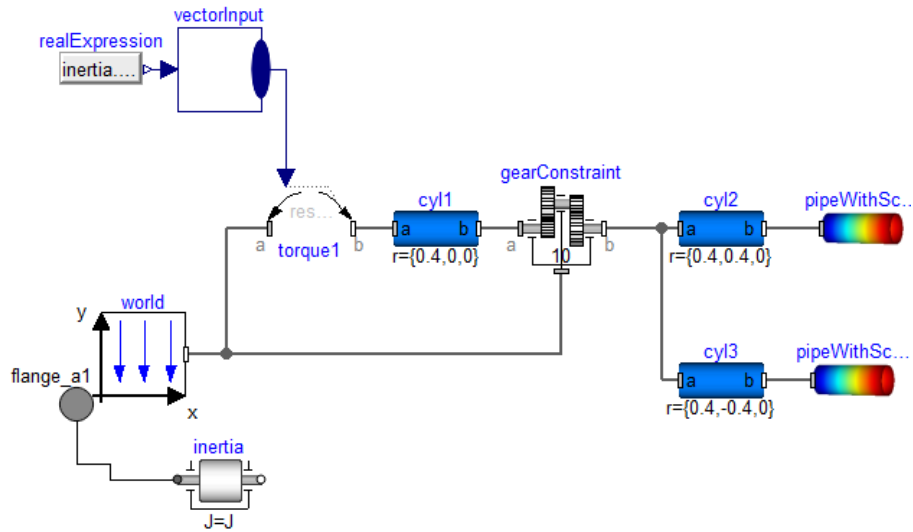 vectorInput
realExpression
inertia....
gearConstraint
res...
a
b
torque1
cyl1
a
b
r={0.4,0,0}
a
b
10
cyl2
a
b
r={0.4,0.4,0}
pipeWithSc...
world
y
x
flange_a1
cyl3
a
b
r={0.4,-0.4,0}
pipeWithSc...
inertia
J=J